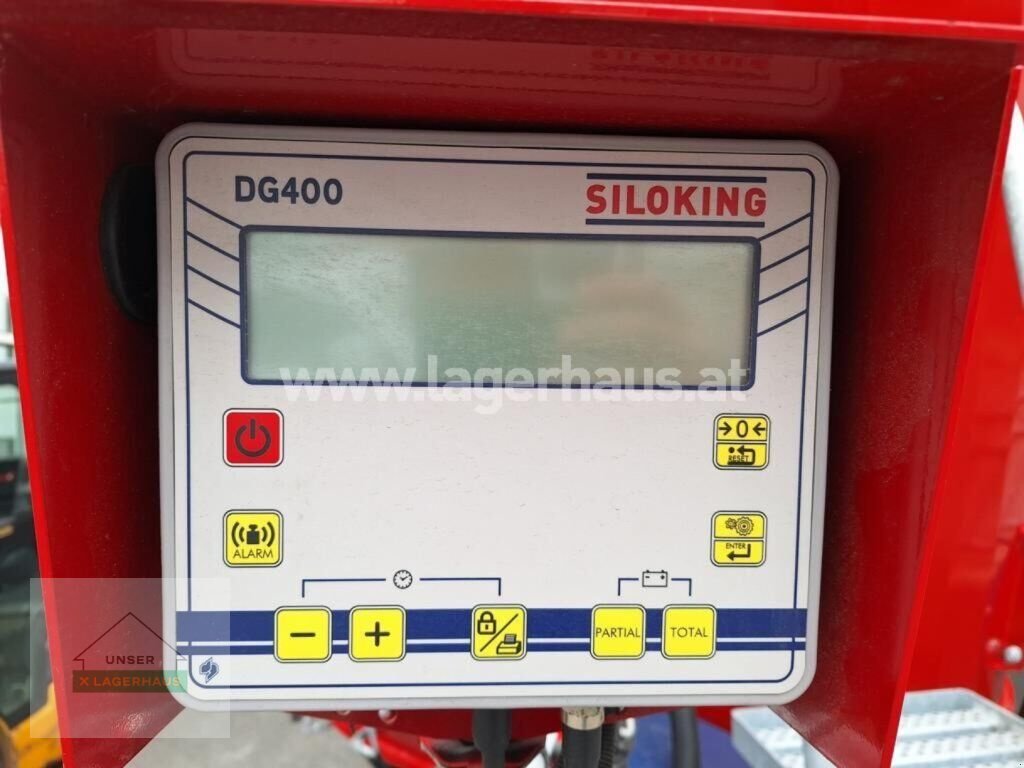 DG400
SILOKING
www.lagerhaus.at
→0←
RESET
ALARM
ENTER
−
+
PARTIAL
TOTAL
UNSER
X LAGERHAUS